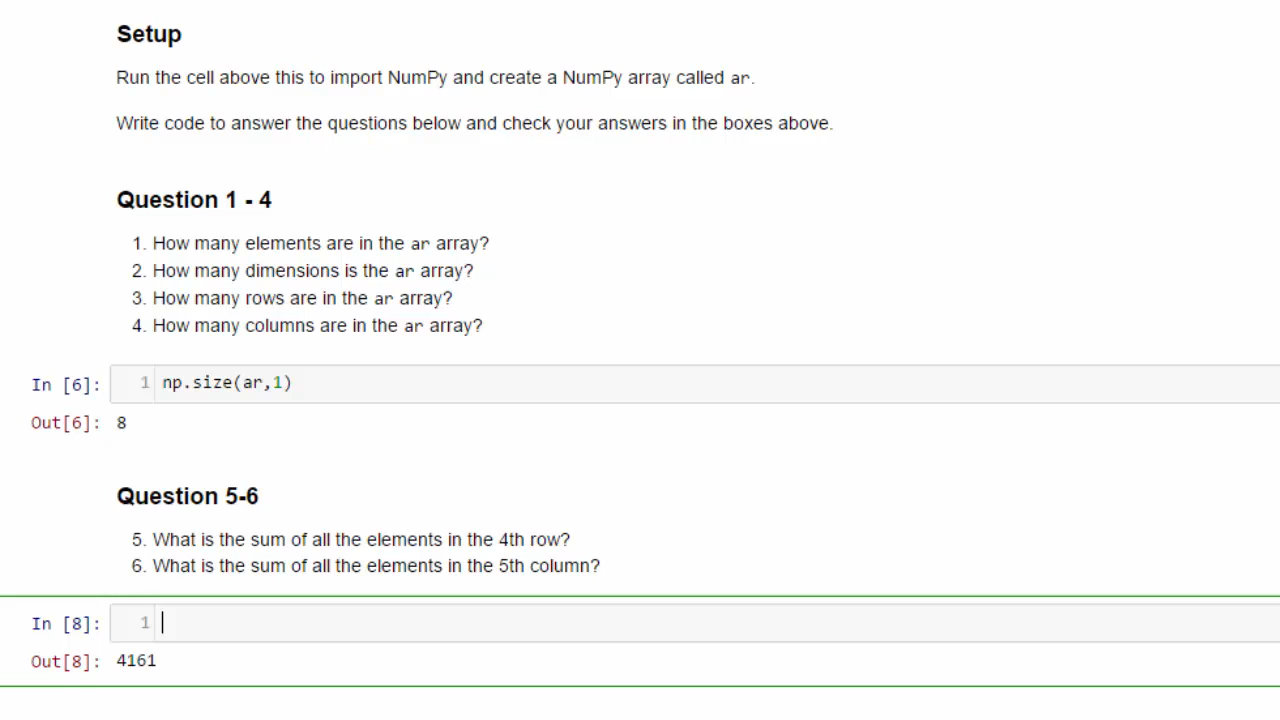 Setup
Run the cell above this to import NumPy and create a NumPy array called ar.
Write code to answer the questions below and check your answers in the boxes above.
Question 1 - 4
1. How many elements are in the ar array?
2. How many dimensions is the ar array?
3. How many rows are in the ar array?
4. How many columns are in the ar array?
In [6]: 1 np.size(ar,1)
Out[6]: 8
Question 5-6
5. What is the sum of all the elements in the 4th row?
6. What is the sum of all the elements in the 5th column?
In [8]: 1
Out[8]: 4161